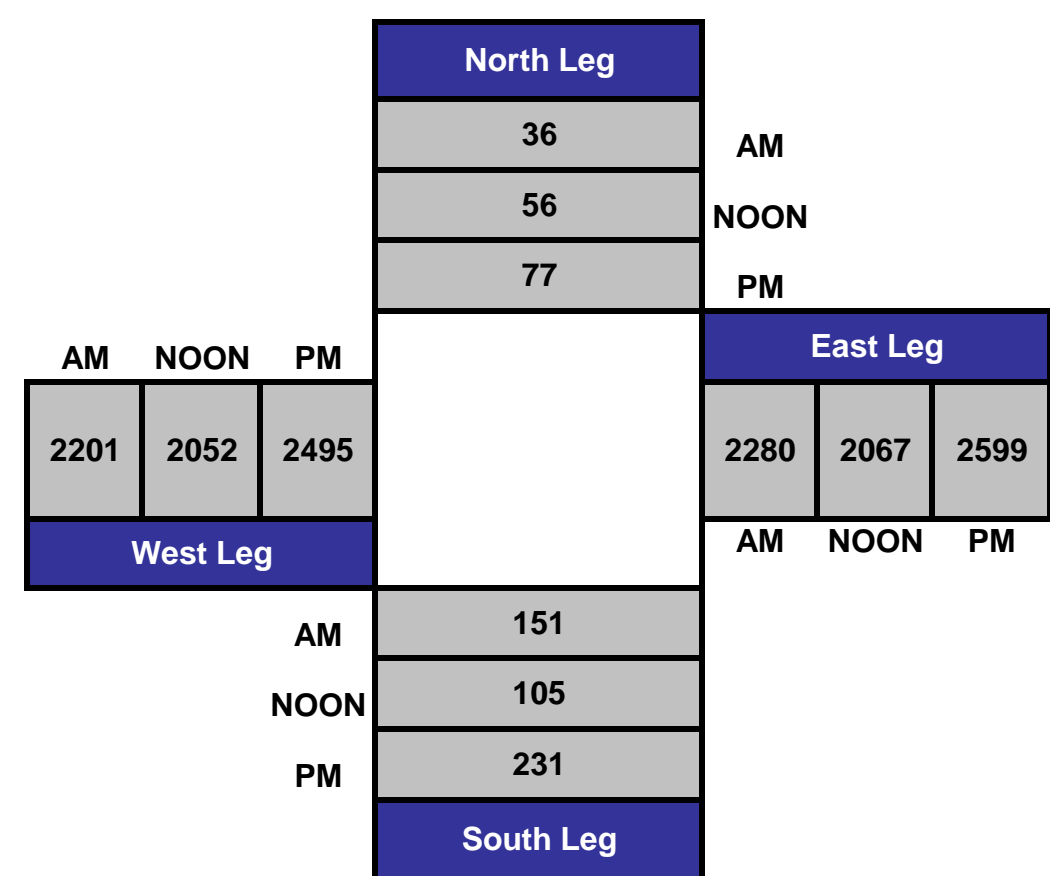 North Leg
36 AM
56 NOON
77 PM
East Leg
AM NOON PM
2201 2052 2495 2280 2067 2599
AM NOON PM
West Leg
AM 151
NOON 105
PM 231
South Leg